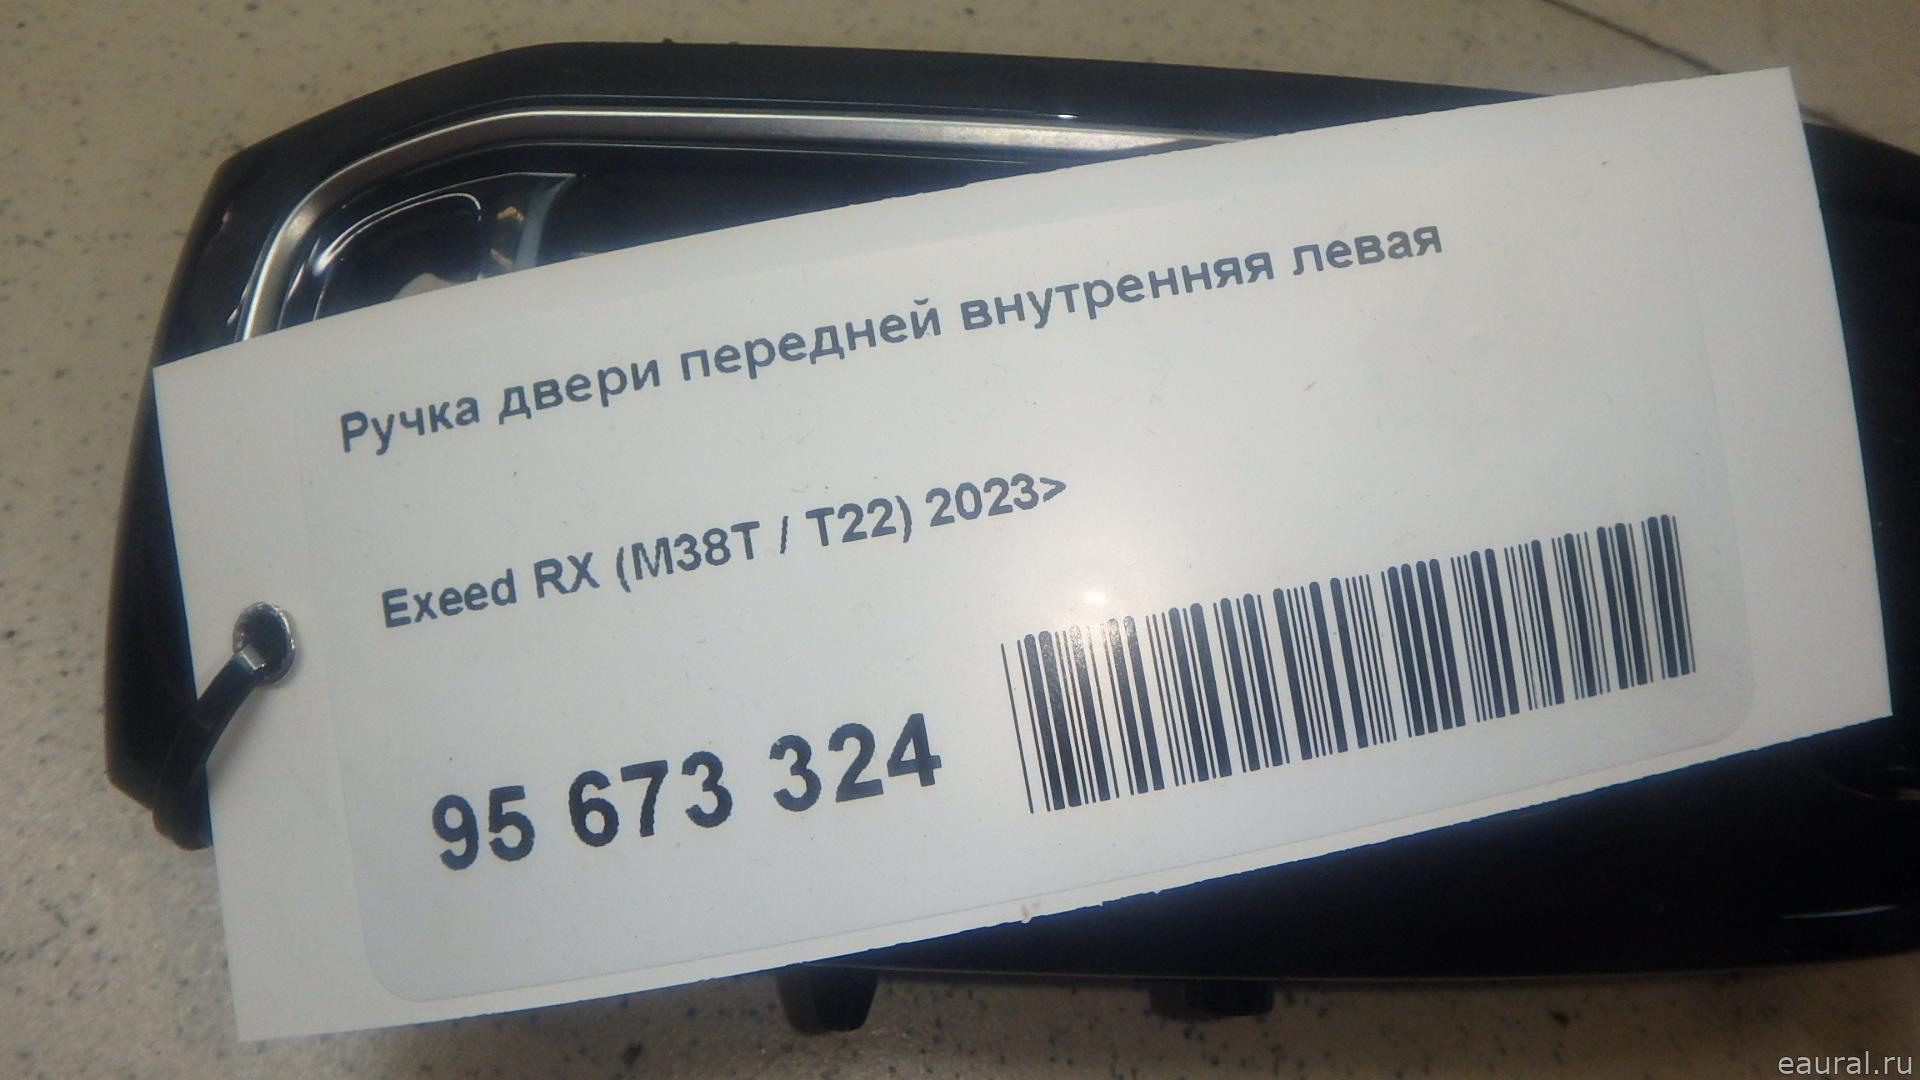 Ручка двери передней внутренняя левая
Exeed RX (M38T / T22) 2023>
95 673 324
eaural.ru